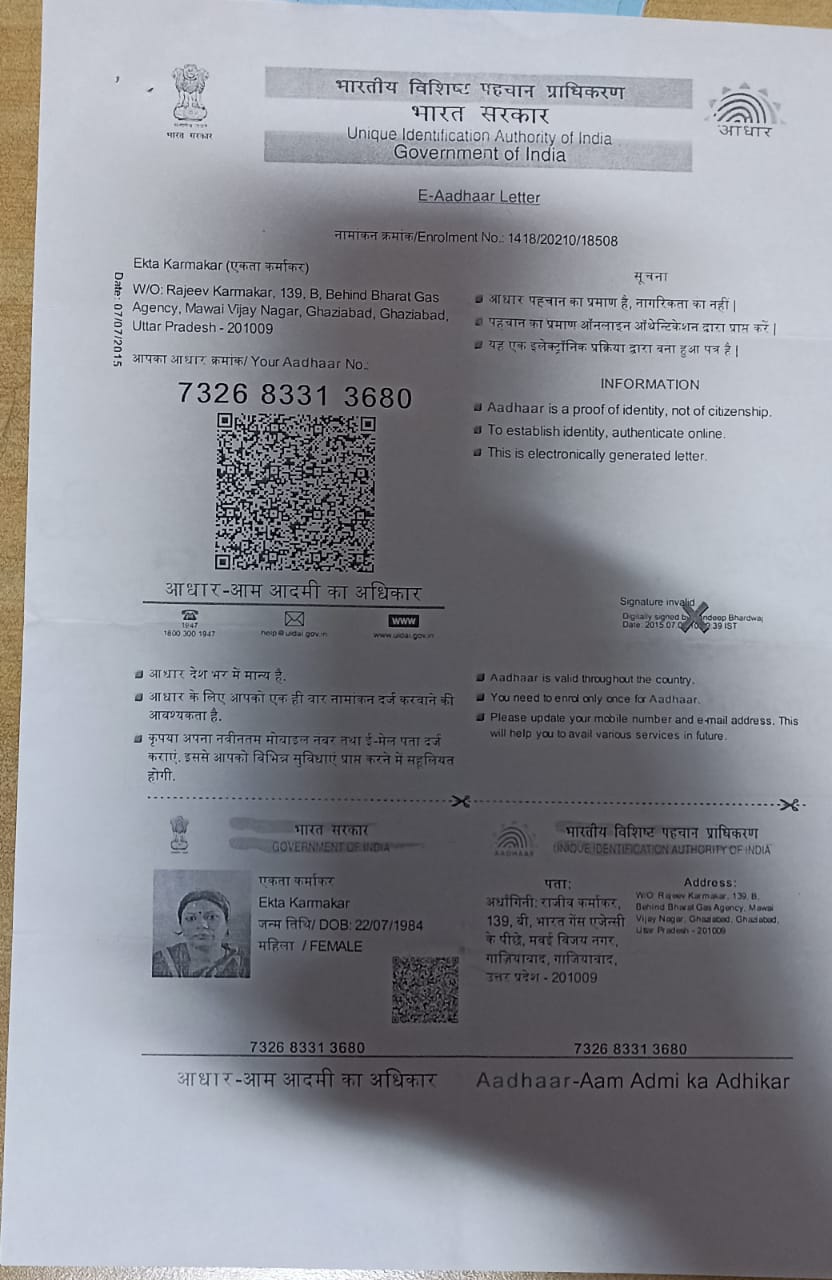 भारत सरकार
भारतीय विशिष्ट पहचान प्राधिकरण
भारत सरकार
Unique Identification Authority of India
Government of India
आधार
E-Aadhaar Letter
नामांकन क्रमांक/Enrolment No.: 1418/20210/18508
Date: 07/07/2015
Ekta Karmakar (एकता कर्माकर)
W/O: Rajeev Karmakar, 139, B, Behind Bharat Gas
Agency, Mawai Vijay Nagar, Ghaziabad, Ghaziabad,
Uttar Pradesh - 201009
आपका आधार क्रमांक/ Your Aadhaar No.:
7326 8331 3680
सूचना
आधार पहचान का प्रमाण है, नागरिकता का नहीं |
पहचान का प्रमाण ऑनलाइन ऑथेन्टिकेशन द्वारा प्राप्त करें |
यह एक इलेक्ट्रॉनिक प्रक्रिया द्वारा बना हुआ पत्र है |
INFORMATION
Aadhaar is a proof of identity, not of citizenship.
To establish identity, authenticate online.
This is electronically generated letter.
आधार-आम आदमी का अधिकार
1947
1800 300 1947
help@uidai.gov.in
WWW
www.uidai.gov.in
Signature invalid
Digitally signed by ndeep Bhardwaj
Date: 2015.07.0 39 IST
आधार देश भर में मान्य है.
आधार के लिए आपको एक ही बार नामांकन दर्ज करवाने की
आवश्यकता है.
कृपया अपना नवीनतम मोबाइल नंबर तथा ई-मेल पता दर्ज
कराएं. इससे आपको विभिन्न सुविधाएं प्राप्त करने में सहूलियत
होगी.
Aadhaar is valid throughout the country.
You need to enrol only once for Aadhaar.
Please update your mobile number and e-mail address. This
will help you to avail various services in future.
भारत सरकार
GOVERNMENT OF INDIA
एकता कर्माकर
Ekta Karmakar
जन्म तिथि/ DOB: 22/07/1984
महिला / FEMALE
7326 8331 3680
आधार-आम आदमी का अधिकार
AADHAAR
भारतीय विशिष्ट पहचान प्राधिकरण
UNIQUE IDENTIFICATION AUTHORITY OF INDIA
पता:
अर्धांगिनी: राजीव कर्माकर,
139, बी, भारत गॅस एजेन्सी
के पीछे, मवई विजय नगर,
गाज़ियाबाद, गाज़ियाबाद,
उत्तर प्रदेश - 201009
Address:
W/O: Rajeev Karmakar, 139, B,
Behind Bharat Gas Agency, Mawai
Vijay Nagar, Ghaziabad, Ghaziabad,
Uttar Pradesh - 201009
7326 8331 3680
Aadhaar-Aam Admi ka Adhikar